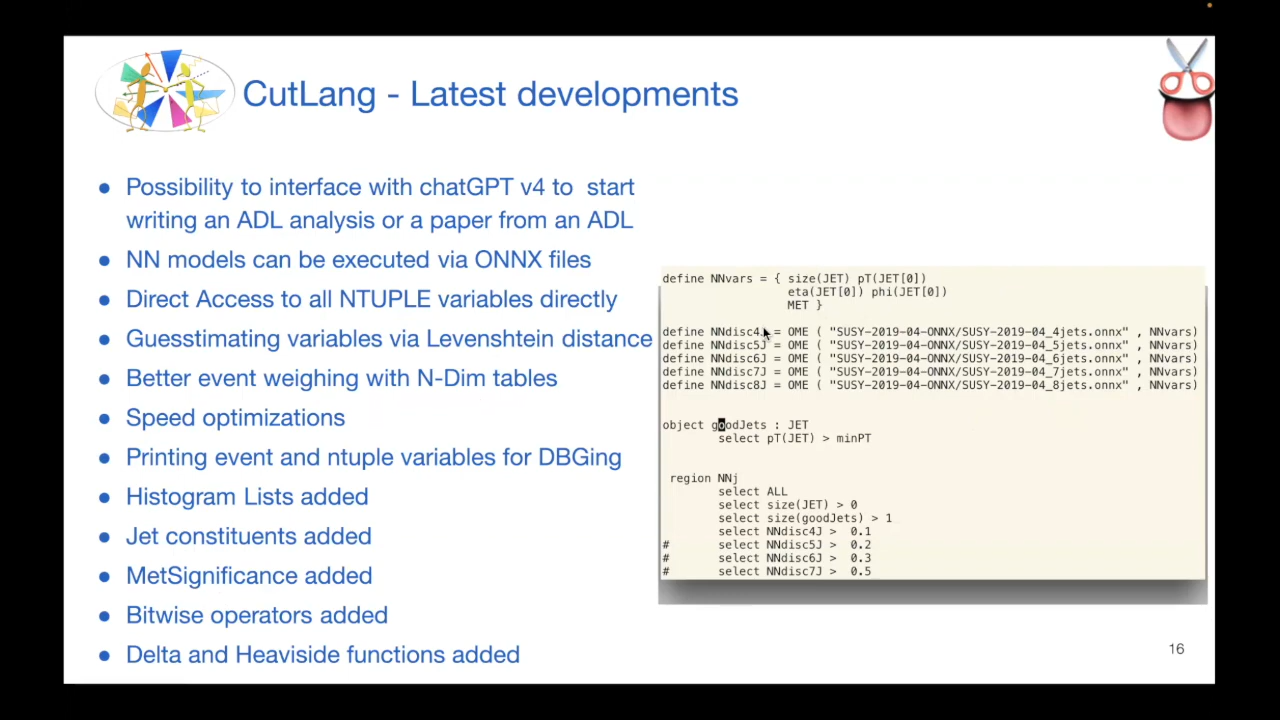 CutLang - Latest developments
● Possibility to interface with chatGPT v4 to  start
writing an ADL analysis or a paper from an ADL
● NN models can be executed via ONNX files
● Direct Access to all NTUPLE variables directly
● Guesstimating variables via Levenshtein distance
● Better event weighing with N-Dim tables
● Speed optimizations
● Printing event and ntuple variables for DBGing
● Histogram Lists added
● Jet constituents added
● MetSignificance added
● Bitwise operators added
● Delta and Heaviside functions added
define NNvars = { size(JET) pT(JET[0])
eta(JET[0]) phi(JET[0])
MET }
define NNdisc4J = OME ( "SUSY-2019-04-ONNX/SUSY-2019-04_4jets.onnx" , NNvars)
define NNdisc5J = OME ( "SUSY-2019-04-ONNX/SUSY-2019-04_5jets.onnx" , NNvars)
define NNdisc6J = OME ( "SUSY-2019-04-ONNX/SUSY-2019-04_6jets.onnx" , NNvars)
define NNdisc7J = OME ( "SUSY-2019-04-ONNX/SUSY-2019-04_7jets.onnx" , NNvars)
define NNdisc8J = OME ( "SUSY-2019-04-ONNX/SUSY-2019-04_8jets.onnx" , NNvars)
object goodJets : JET
select pT(JET) > minPT
region NNj
select ALL
select size(JET) > 0
select size(goodJets) > 1
select NNdisc4J >  0.1
#       select NNdisc5J >  0.2
#       select NNdisc6J >  0.3
#       select NNdisc7J >  0.5
16